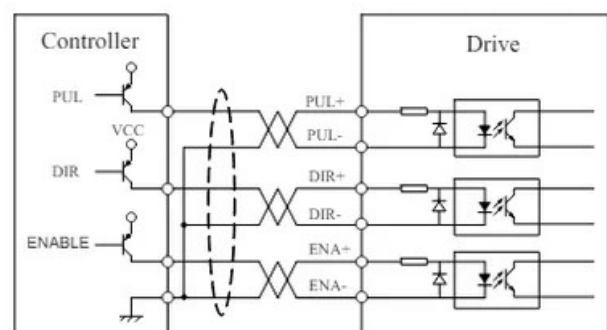 Controller
Drive
PUL
PUL+
PUL-
VCC
DIR
DIR+
DIR-
ENABLE
ENA+
ENA-